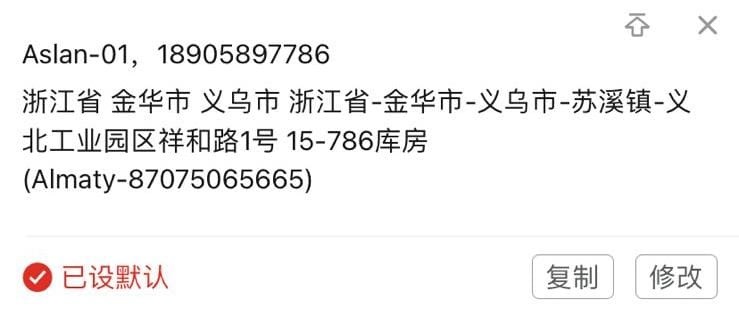 Aslan-01，18905897786
浙江省 金华市 义乌市 浙江省-金华市-义乌市-苏溪镇-义
北工业园区祥和路1号 15-786库房
(Almaty-87075065665)
已设默认
复制
修改